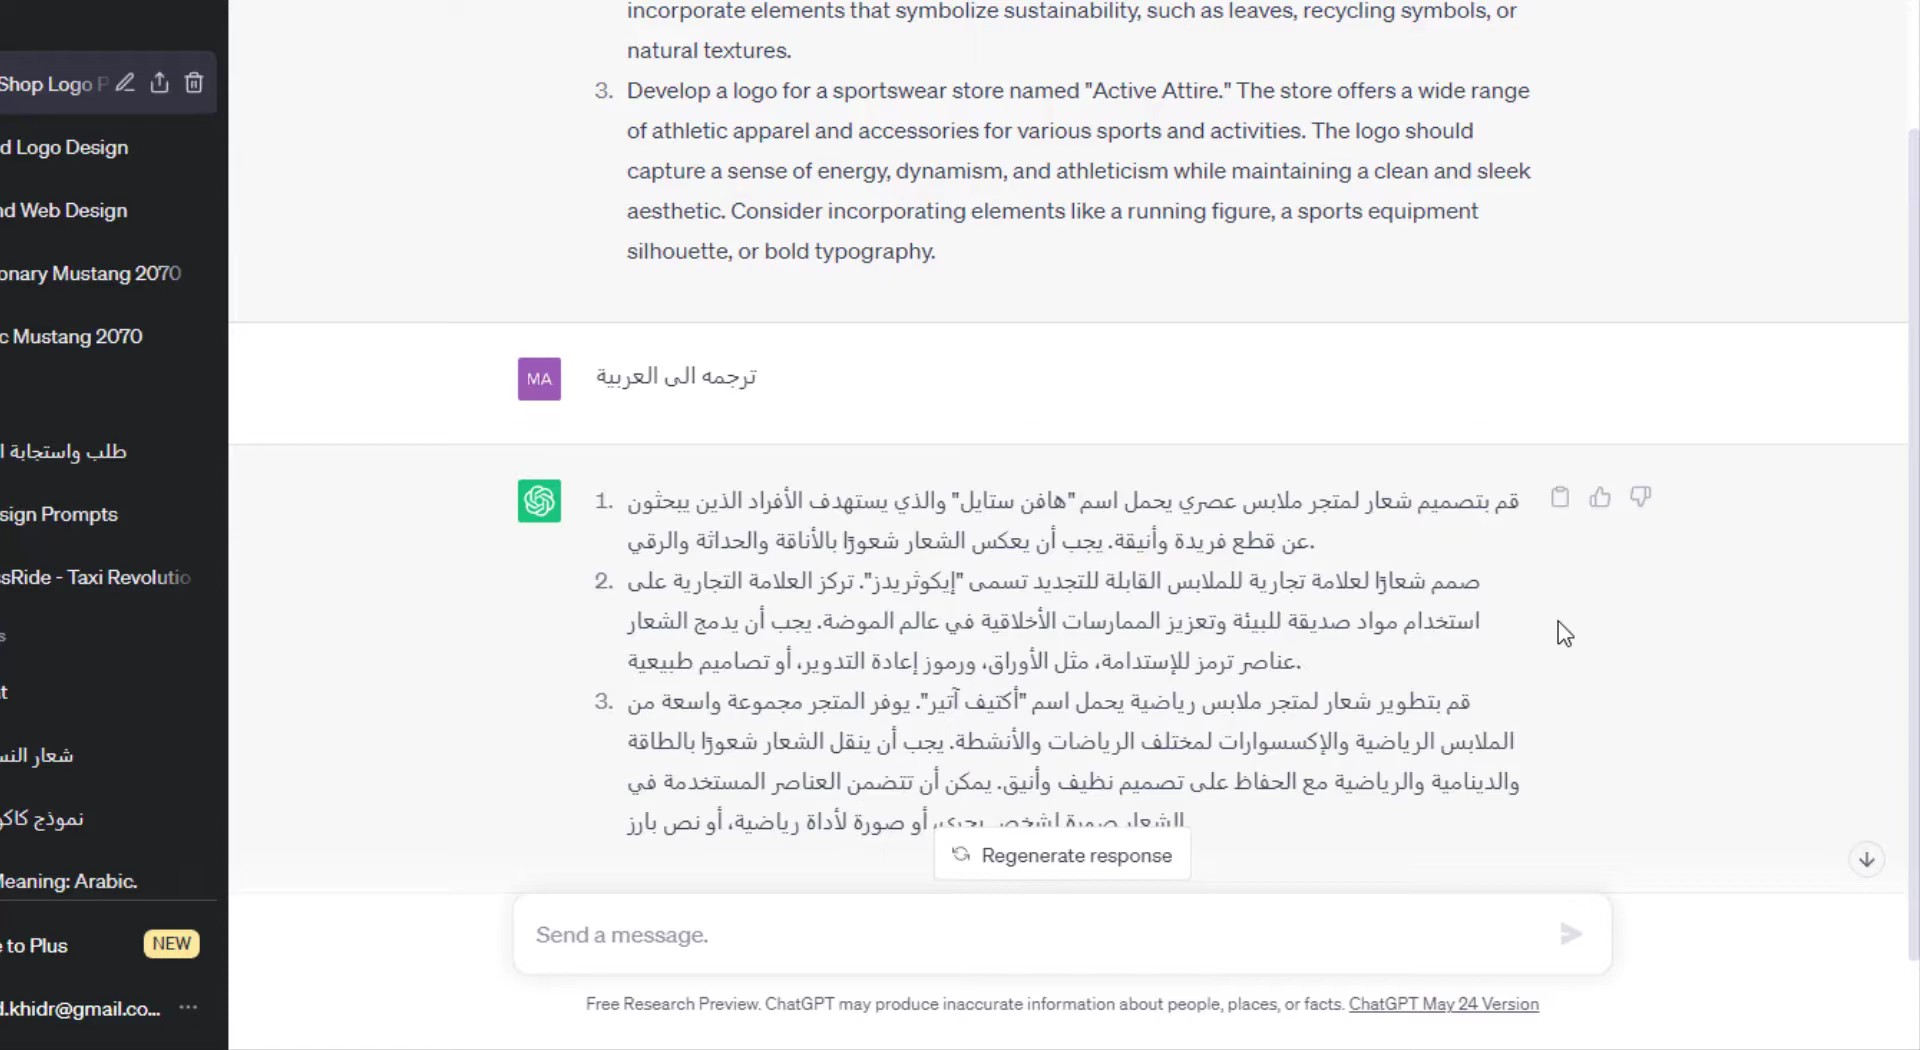 Shop Logo
d Logo Design
nd Web Design
onary Mustang 2070
c Mustang 2070
طلب واستجابة ا
sign Prompts
sRide - Taxi Revolutio
s
t
شعار النس
نموذج كاكو
Meaning: Arabic.
e to Plus
NEW
d.khidr@gmail.co...
incorporate elements that symbolize sustainability, such as leaves, recycling symbols, or
natural textures.
3. Develop a logo for a sportswear store named "Active Attire." The store offers a wide range
of athletic apparel and accessories for various sports and activities. The logo should
capture a sense of energy, dynamism, and athleticism while maintaining a clean and sleek
aesthetic. Consider incorporating elements like a running figure, a sports equipment
silhouette, or bold typography.
MA
ترجمه الى العربية
1. قم بتصميم شعار لمتجر ملابس عصري يحمل اسم "هافن ستايل" والذي يستهدف الأفراد الذين يبحثون
عن قطع فريدة وأنيقة. يجب أن يعكس الشعار شعورًا بالأناقة والحداثة والرقي.
2. صمم شعارًا لعلامة تجارية للملابس القابلة للتجديد تسمى "إيكوثريدز". تركز العلامة التجارية على
استخدام مواد صديقة للبيئة وتعزيز الممارسات الأخلاقية في عالم الموضة. يجب أن يدمج الشعار
عناصر ترمز للإستدامة، مثل الأوراق، ورموز إعادة التدوير، أو تصاميم طبيعية.
3. قم بتطوير شعار لمتجر ملابس رياضية يحمل اسم "أكتيف آتير". يوفر المتجر مجموعة واسعة من
الملابس الرياضية والإكسسوارات لمختلف الرياضات والأنشطة. يجب أن ينقل الشعار شعورًا بالطاقة
والدينامية والرياضية مع الحفاظ على تصميم نظيف وأنيق. يمكن أن تتضمن العناصر المستخدمة في
الشعار صورة لشخص يجري، أو صورة لأداة رياضية، أو نص بارز
Regenerate response
Send a message.
Free Research Preview. ChatGPT may produce inaccurate information about people, places, or facts. ChatGPT May 24 Version